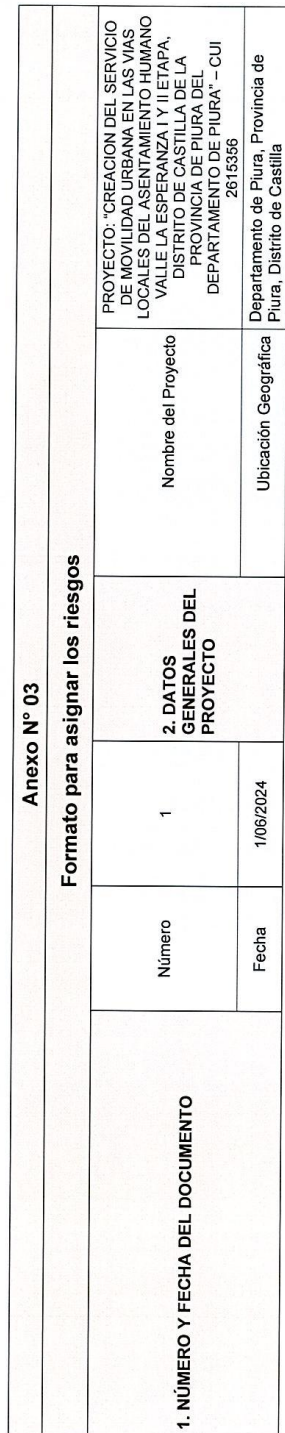 Anexo N° 03
Formato para asignar los riesgos
1. NÚMERO Y FECHA DEL DOCUMENTO
Número
1
Fecha
1/06/2024
2. DATOS
GENERALES DEL
PROYECTO
Nombre del Proyecto
PROYECTO: "CREACION DEL SERVICIO
DE MOVILIDAD URBANA EN LAS VIAS
LOCALES DEL ASENTAMIENTO HUMANO
VALLE LA ESPERANZA I Y II ETAPA,
DISTRITO DE CASTILLA DE LA
PROVINCIA DE PIURA DEL
DEPARTAMENTO DE PIURA" – CUI
2615356
Ubicación Geográfica
Departamento de Piura, Provincia de
Piura, Distrito de Castilla